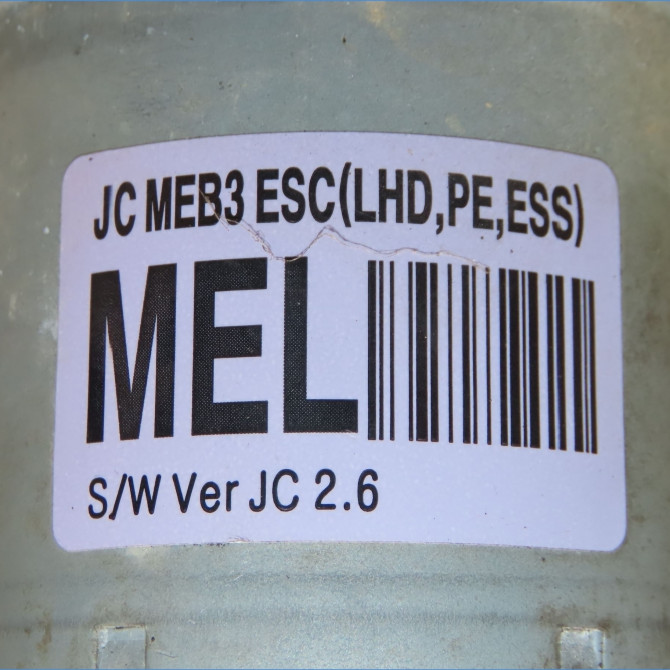 JC MEB3 ESC(LHD,PE,ESS)
MEL
S/W Ver JC 2.6